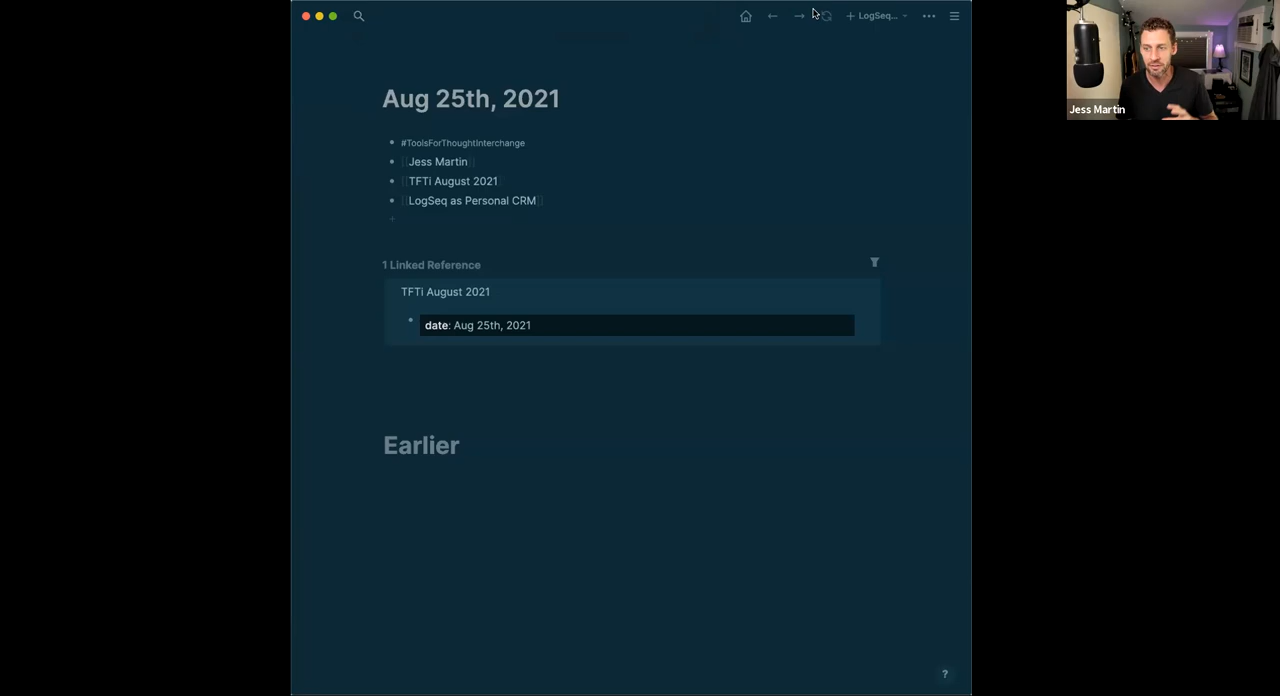 LogSeq...
Jess Martin
Aug 25th, 2021
#ToolsForThoughtInterchange
[[Jess Martin]]
[[TFTi August 2021]]
[[LogSeq as Personal CRM]]
1 Linked Reference
TFTi August 2021
date: Aug 25th, 2021
Earlier
?